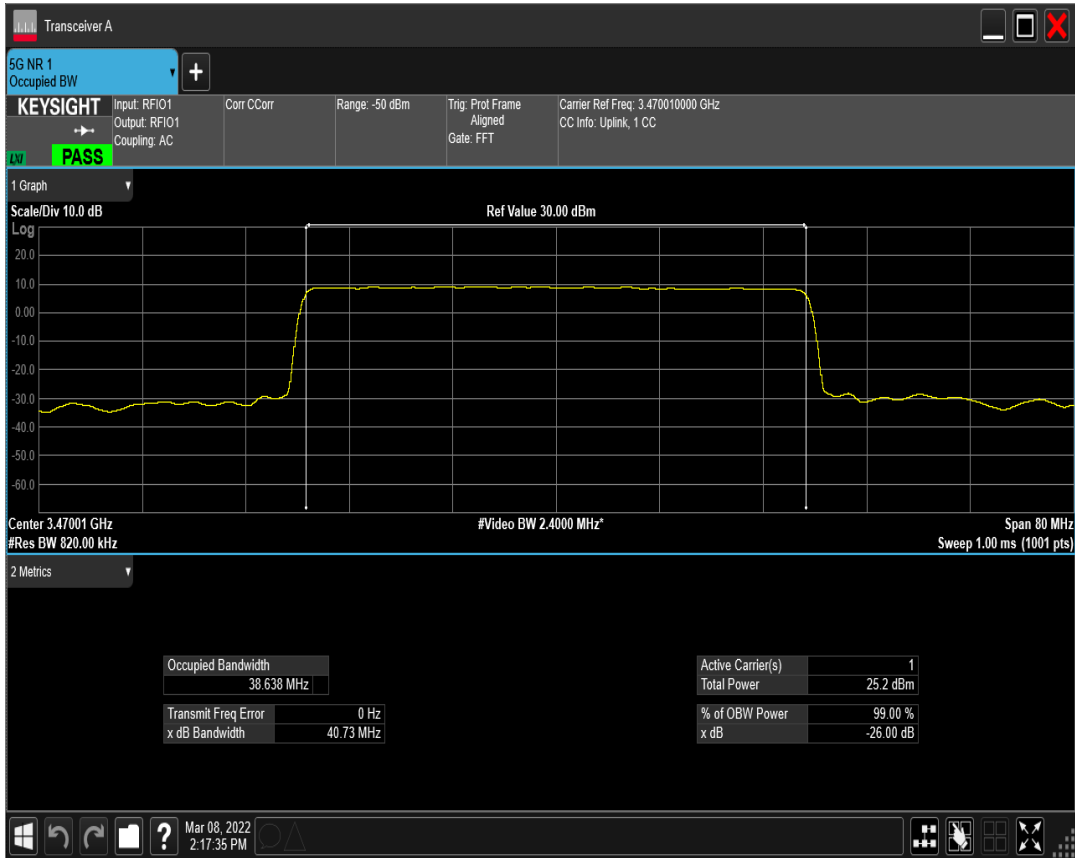 Transceiver A
5G NR 1
Occupied BW
KEYSIGHT
LXI
PASS
Input: RFIO1
Output: RFIO1
Coupling: AC
Corr CCorr
Range: -50 dBm
Trig: Prot Frame
Aligned
Gate: FFT
Carrier Ref Freq: 3.470010000 GHz
CC Info: Uplink, 1 CC
1 Graph
Scale/Div 10.0 dB
Ref Value 30.00 dBm
Log
20.0
10.0
0.00
-10.0
-20.0
-30.0
-40.0
-50.0
-60.0
Center 3.47001 GHz
#Video BW 2.4000 MHz*
Span 80 MHz
#Res BW 820.00 kHz
Sweep 1.00 ms (1001 pts)
2 Metrics
Occupied Bandwidth
38.638 MHz
Transmit Freq Error 0 Hz
x dB Bandwidth 40.73 MHz
Active Carrier(s) 1
Total Power 25.2 dBm
% of OBW Power 99.00 %
x dB -26.00 dB
Mar 08, 2022
2:17:35 PM